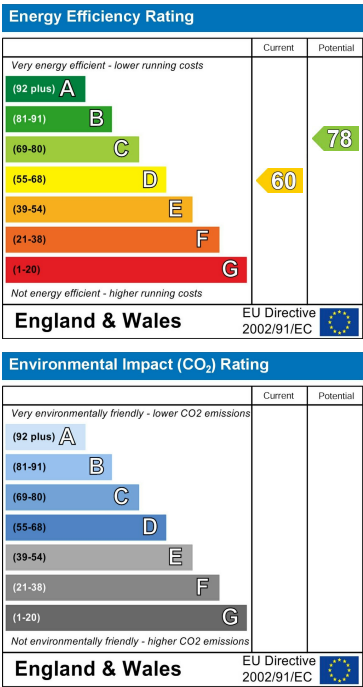 Energy Efficiency Rating
Current Potential
Very energy efficient - lower running costs
(92 plus) A
(81-91) B
(69-80) C
(55-68) D
(39-54) E
(21-38) F
(1-20) G
60
78
Not energy efficient - higher running costs
England & Wales
EU Directive
2002/91/EC
Environmental Impact (CO₂) Rating
Current Potential
Very environmentally friendly - lower CO2 emissions
(92 plus) A
(81-91) B
(69-80) C
(55-68) D
(39-54) E
(21-38) F
(1-20) G
Not environmentally friendly - higher CO2 emissions
England & Wales
EU Directive
2002/91/EC